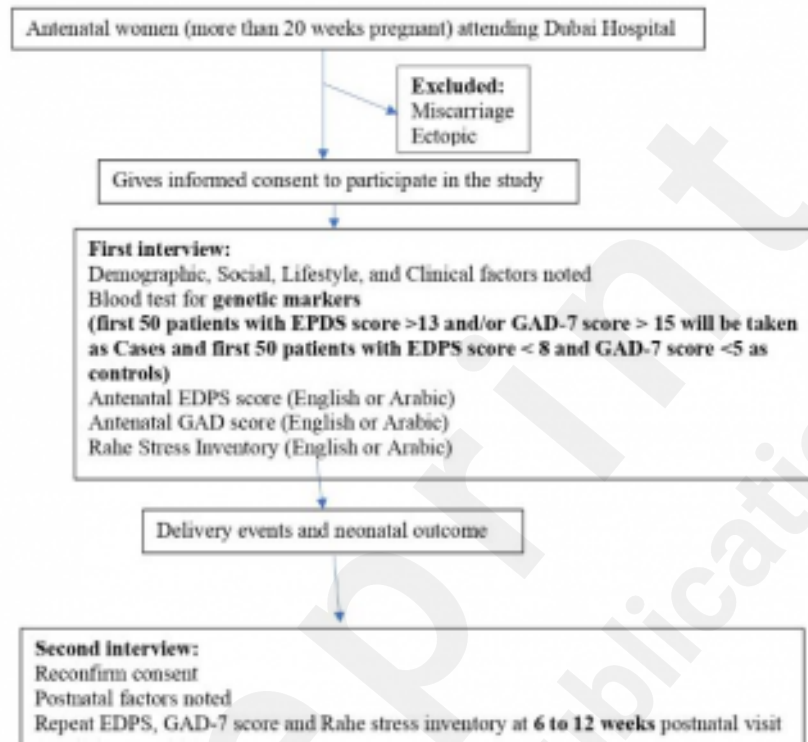 Antenatal women (more than 20 weeks pregnant) attending Dubai Hospital
Excluded:
Miscarriage
Ectopic
Gives informed consent to participate in the study
First interview:
Demographic, Social, Lifestyle, and Clinical factors noted
Blood test for genetic markers
(first 50 patients with EPDS score >13 and/or GAD-7 score > 15 will be taken
as Cases and first 50 patients with EDPS score < 8 and GAD-7 score <5 as
controls)
Antenatal EDPS score (English or Arabic)
Antenatal GAD score (English or Arabic)
Rahe Stress Inventory (English or Arabic)
Delivery events and neonatal outcome
Second interview:
Reconfirm consent
Postnatal factors noted
Repeat EDPS, GAD-7 score and Rahe stress inventory at 6 to 12 weeks postnatal visit